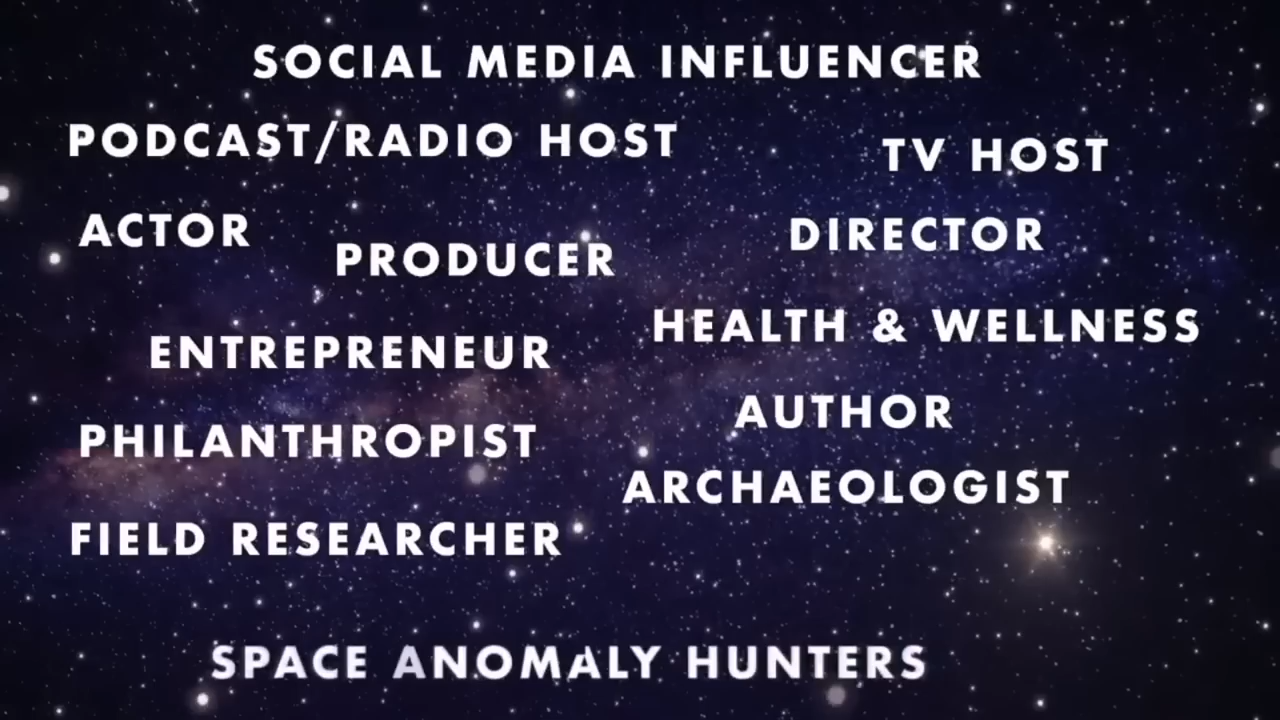 SOCIAL MEDIA INFLUENCER
PODCAST/RADIO HOST
TV HOST
ACTOR
PRODUCER
DIRECTOR
HEALTH & WELLNESS
ENTREPRENEUR
AUTHOR
PHILANTHROPIST
ARCHAEOLOGIST
FIELD RESEARCHER
SPACE ANOMALY HUNTERS